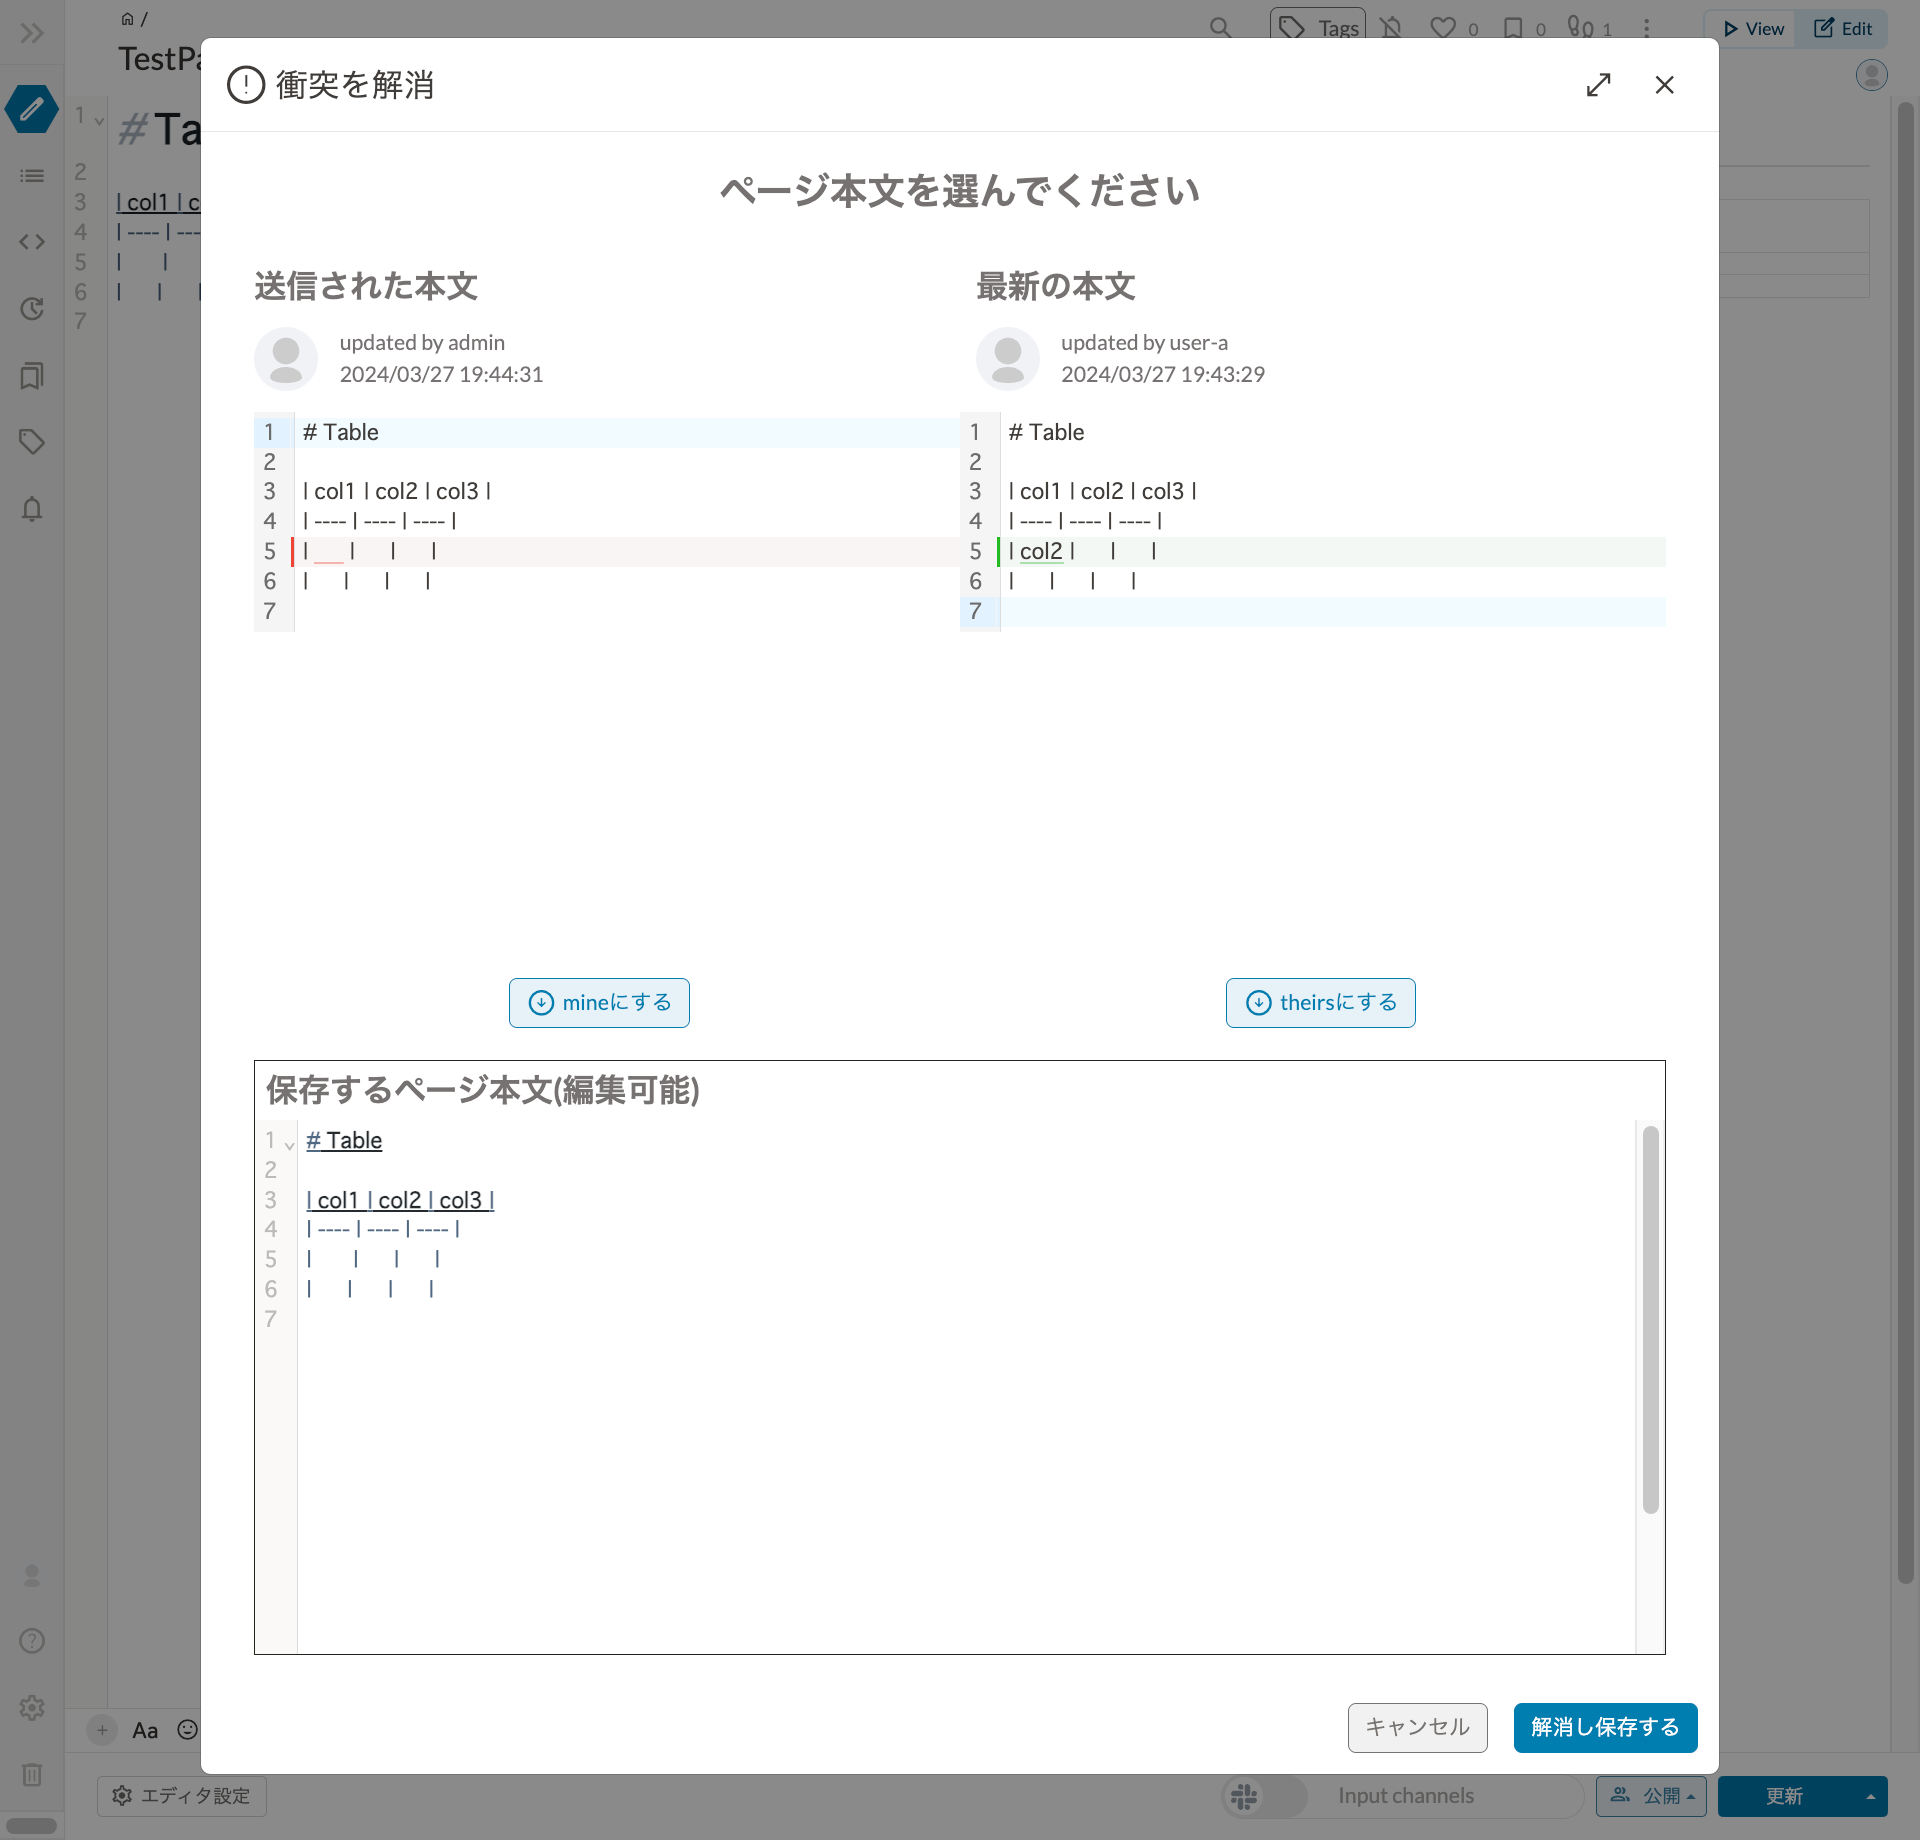 /
TestPa
Tags
0
0
1
View
Edit
1
# Ta
2
3 | col1 | c
4 | ---- | ---
5 | |
6 | | |
7
衝突を解消
ページ本文を選んでください
送信された本文
updated by admin
2024/03/27 19:44:31
1 # Table
2
3 | col1 | col2 | col3 |
4 | ---- | ---- | ---- |
5 | | | |
6 | | | |
7
最新の本文
updated by user-a
2024/03/27 19:43:29
1 # Table
2
3 | col1 | col2 | col3 |
4 | ---- | ---- | ---- |
5 | col2 | | |
6 | | | |
7
mineにする
theirsにする
保存するページ本文(編集可能)
1 # Table
2
3 | col1 | col2 | col3 |
4 | ---- | ---- | ---- |
5 | | | |
6 | | | |
7
キャンセル
解消し保存する
+ Aa
エディタ設定
Input channels
公開
更新